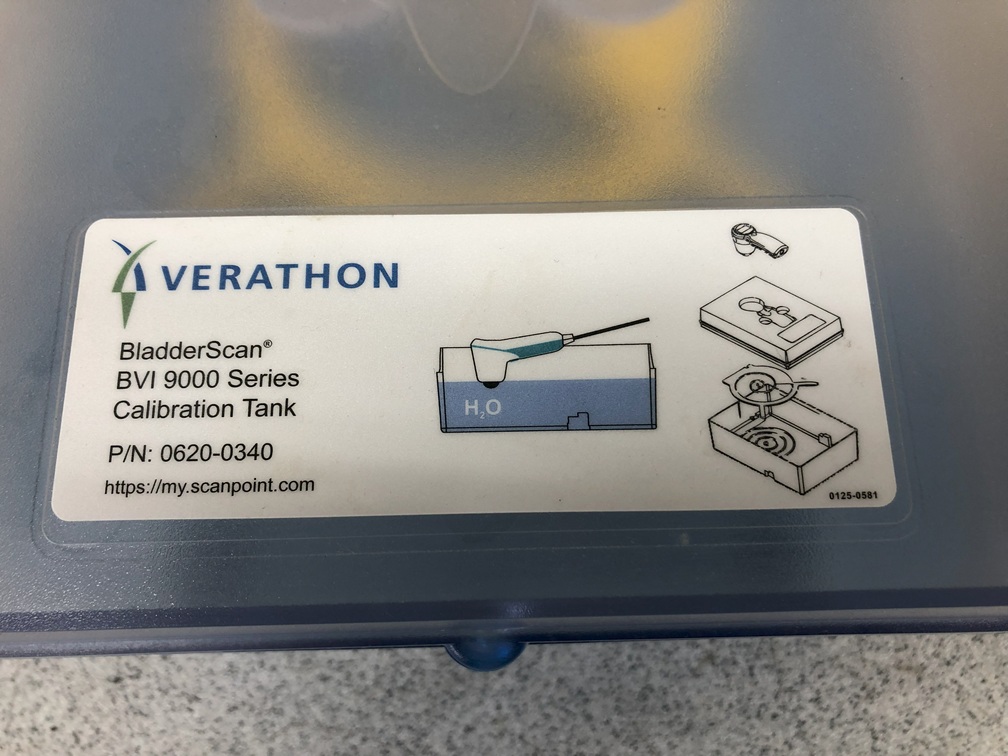 VERATHON
BladderScan®
BVI 9000 Series
Calibration Tank
P/N: 0620-0340
https://my.scanpoint.com
H₂O
0125-0581